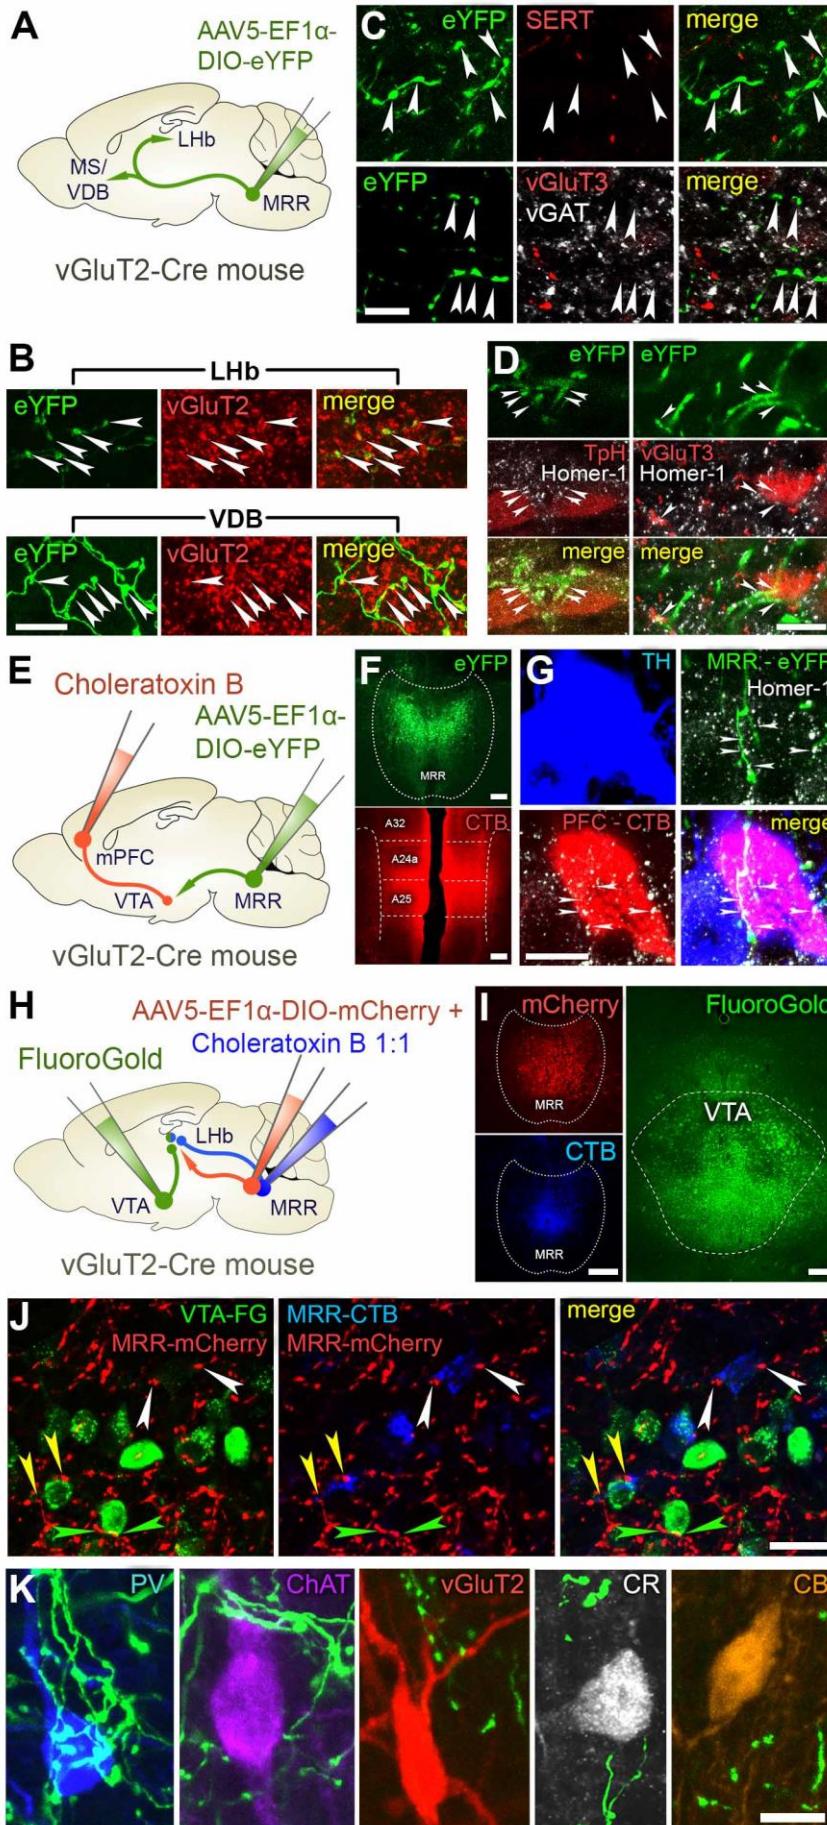 A
AAV5-EF1α-
DIO-eYFP
LHb
MS/
VDB
MRR
vGluT2-Cre mouse
C
eYFP
SERT
merge
eYFP
vGluT3
vGAT
merge
B
LHb
eYFP
vGluT2
merge
VDB
eYFP
vGluT2
merge
D
eYFP
eYFP
TpH
Homer-1
vGluT3
Homer-1
merge
merge
E
Choleratoxin B
AAV5-EF1α-
DIO-eYFP
mPFC
VTA
MRR
vGluT2-Cre mouse
F
eYFP
MRR
CTB
A32
A24a
A25
G
TH
MRR - eYFP
Homer-1
PFC - CTB
merge
H
AAV5-EF1α-DIO-mCherry +
Choleratoxin B 1:1
FluoroGold
LHb
VTA
MRR
vGluT2-Cre mouse
I
mCherry
MRR
CTB
MRR
FluoroGold
VTA
J
VTA-FG
MRR-mCherry
MRR-CTB
MRR-mCherry
merge
K
PV
ChAT
vGluT2
CR
CB